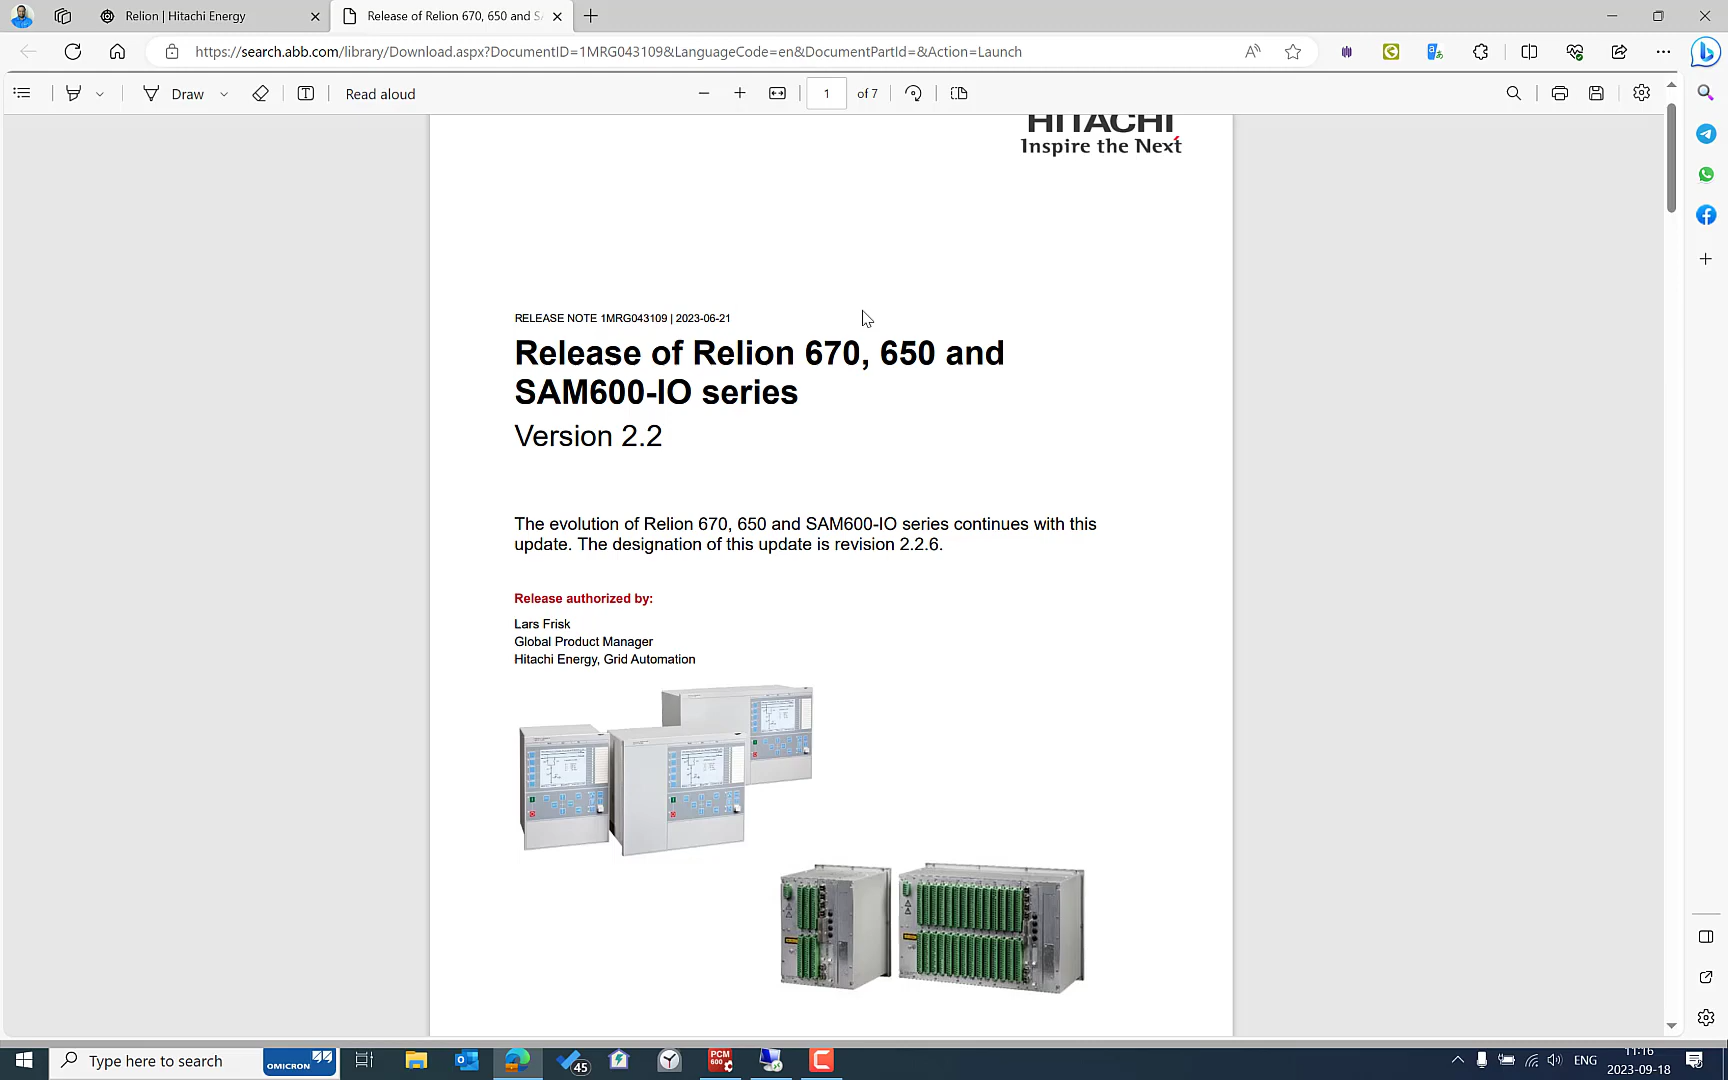 Relion | Hitachi Energy
Release of Relion 670, 650 and S
https://search.abb.com/library/Download.aspx?DocumentID=1MRG043109&LanguageCode=en&DocumentPartId=&Action=Launch
Draw
Read aloud
1
of 7
HITACHI
Inspire the Next
RELEASE NOTE 1MRG043109 | 2023-06-21
Release of Relion 670, 650 and
SAM600-IO series
Version 2.2
The evolution of Relion 670, 650 and SAM600-IO series continues with this
update. The designation of this update is revision 2.2.6.
Release authorized by:
Lars Frisk
Global Product Manager
Hitachi Energy, Grid Automation
Type here to search
OMICRON
45
PCM
600
ENG
11:16
2023-09-18